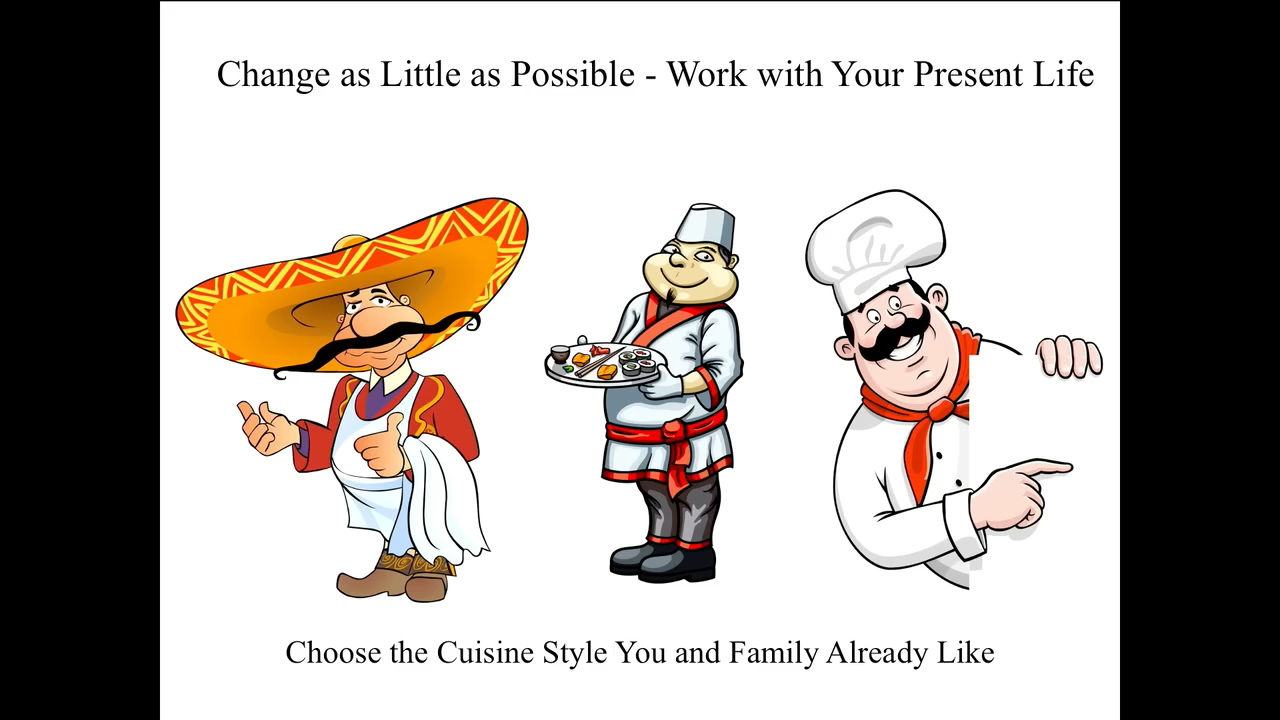 Change as Little as Possible - Work with Your Present Life
Choose the Cuisine Style You and Family Already Like